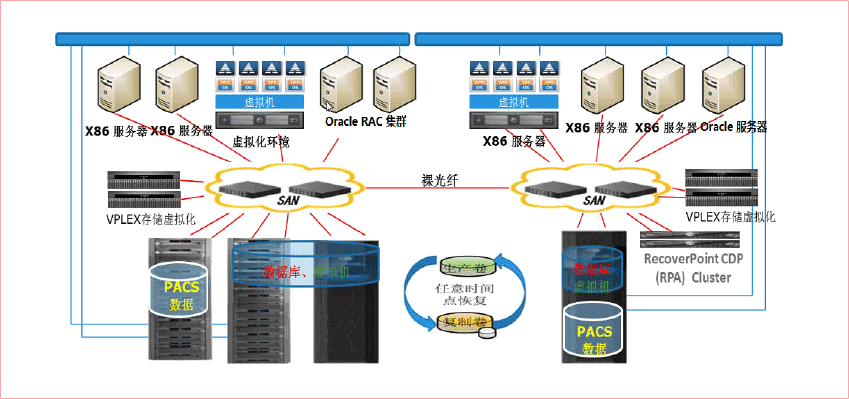 虚拟机
虚拟机
X86 服务器
X86 服务器
虚拟化环境
Oracle RAC 集群
X86 服务器
X86 服务器
X86 服务器
Oracle 服务器
SAN
裸光纤
SAN
VPLEX存储虚拟化
VPLEX存储虚拟化
RecoverPoint CDP
(RPA) Cluster
数据库、虚拟机
生产卷
任意时间
点恢复
复制卷
数据库
虚拟机
PACS
数据
PACS
数据